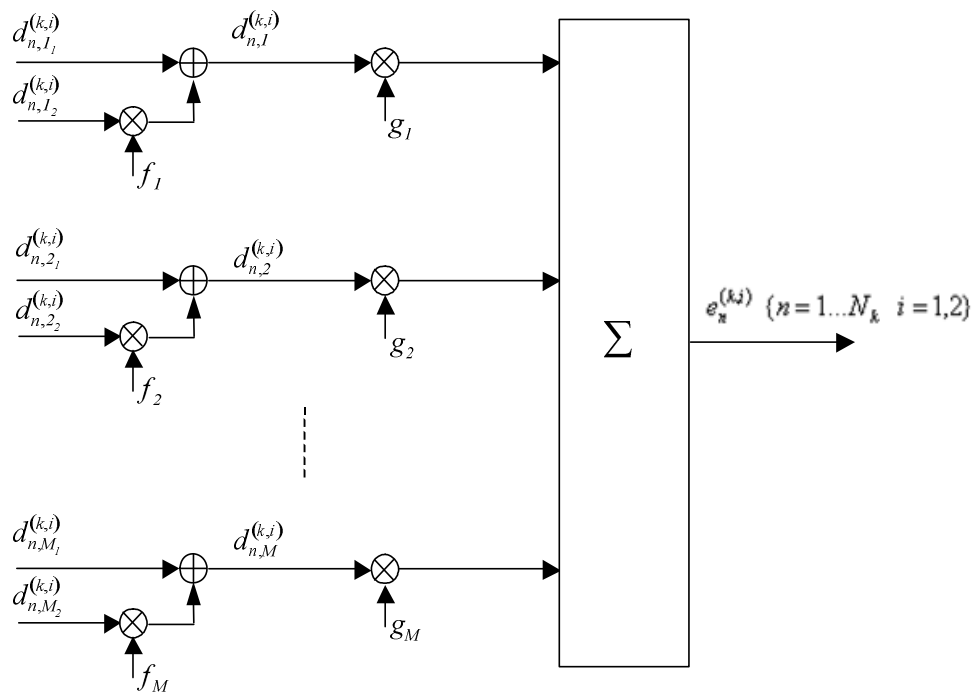 d_{n,1_1}^{(k,i)}
d_{n,1}^{(k,i)}
d_{n,1_2}^{(k,i)}
g_1
f_1
d_{n,2_1}^{(k,i)}
d_{n,2}^{(k,i)}
d_{n,2_2}^{(k,i)}
g_2
f_2
Σ
e_n^{(k,i)} {n=1...N_k i=1,2}
d_{n,M_1}^{(k,i)}
d_{n,M}^{(k,i)}
d_{n,M_2}^{(k,i)}
g_M
f_M